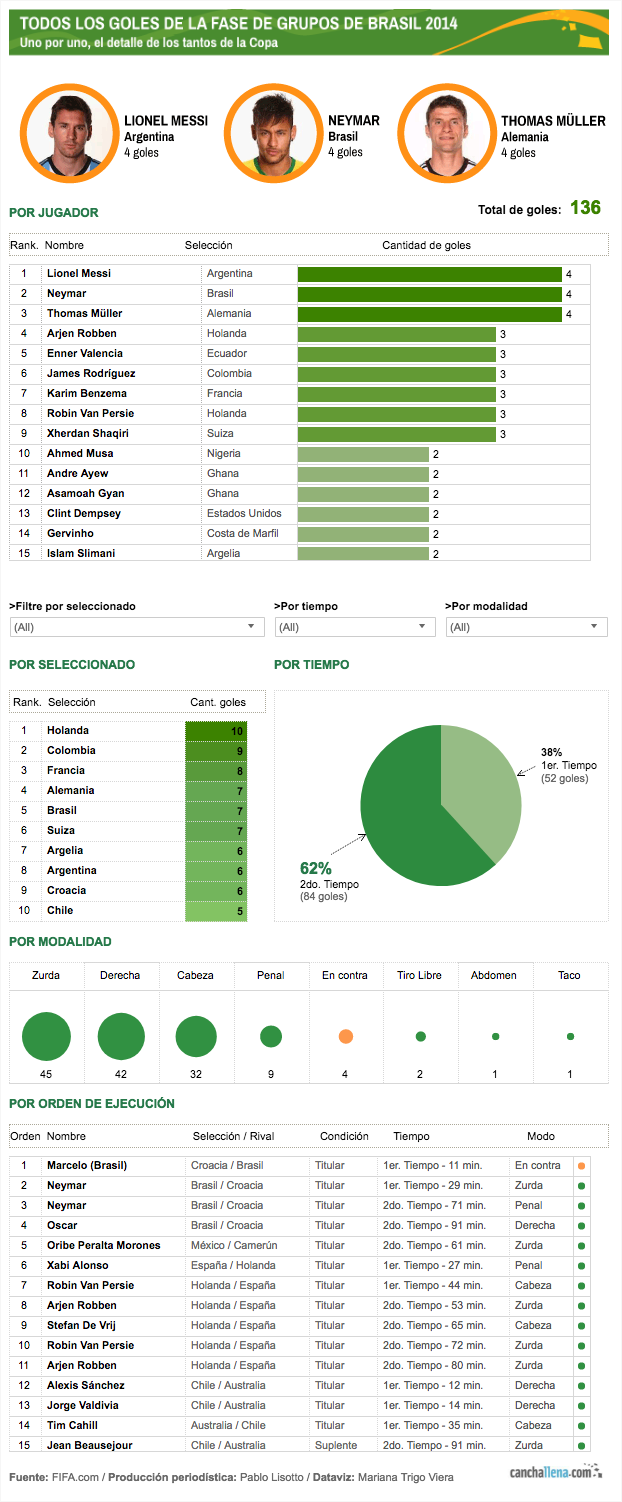 TODOS LOS GOLES DE LA FASE DE GRUPOS DE BRASIL 2014
Uno por uno, el detalle de los tantos de la Copa
LIONEL MESSI
Argentina
4 goles
NEYMAR
Brasil
4 goles
THOMAS MÜLLER
Alemania
4 goles
POR JUGADOR
Total de goles: 136
Rank. Nombre Selección Cantidad de goles
1 Lionel Messi Argentina 4
2 Neymar Brasil 4
3 Thomas Müller Alemania 4
4 Arjen Robben Holanda 3
5 Enner Valencia Ecuador 3
6 James Rodríguez Colombia 3
7 Karim Benzema Francia 3
8 Robin Van Persie Holanda 3
9 Xherdan Shaqiri Suiza 3
10 Ahmed Musa Nigeria 2
11 Andre Ayew Ghana 2
12 Asamoah Gyan Ghana 2
13 Clint Dempsey Estados Unidos 2
14 Gervinho Costa de Marfil 2
15 Islam Slimani Argelia 2
>Filtre por seleccionado >Por tiempo >Por modalidad
(All) (All) (All)
POR SELECCIONADO
Rank. Selección Cant. goles
1 Holanda 10
2 Colombia 9
3 Francia 8
4 Alemania 7
5 Brasil 7
6 Suiza 7
7 Argelia 6
8 Argentina 6
9 Croacia 6
10 Chile 5
POR TIEMPO
38%
1er. Tiempo
(52 goles)
62%
2do. Tiempo
(84 goles)
POR MODALIDAD
Zurda Derecha Cabeza Penal En contra Tiro Libre Abdomen Taco
45 42 32 9 4 2 1 1
POR ORDEN DE EJECUCIÓN
Orden Nombre Selección / Rival Condición Tiempo Modo
1 Marcelo (Brasil) Croacia / Brasil Titular 1er. Tiempo - 11 min. En contra
2 Neymar Brasil / Croacia Titular 1er. Tiempo - 29 min. Zurda
3 Neymar Brasil / Croacia Titular 2do. Tiempo - 71 min. Penal
4 Oscar Brasil / Croacia Titular 2do. Tiempo - 91 min. Derecha
5 Oribe Peralta Morones México / Camerún Titular 2do. Tiempo - 61 min. Zurda
6 Xabi Alonso España / Holanda Titular 1er. Tiempo - 27 min. Penal
7 Robin Van Persie Holanda / España Titular 1er. Tiempo - 44 min. Cabeza
8 Arjen Robben Holanda / España Titular 2do. Tiempo - 53 min. Zurda
9 Stefan De Vrij Holanda / España Titular 2do. Tiempo - 65 min. Cabeza
10 Robin Van Persie Holanda / España Titular 2do. Tiempo - 72 min. Zurda
11 Arjen Robben Holanda / España Titular 2do. Tiempo - 80 min. Zurda
12 Alexis Sánchez Chile / Australia Titular 1er. Tiempo - 12 min. Derecha
13 Jorge Valdivia Chile / Australia Titular 1er. Tiempo - 14 min. Derecha
14 Tim Cahill Australia / Chile Titular 1er. Tiempo - 35 min. Cabeza
15 Jean Beausejour Chile / Australia Suplente 2do. Tiempo - 91 min. Zurda
Fuente: FIFA.com / Producción periodística: Pablo Lisotto / Dataviz: Mariana Trigo Viera
canchallena.com